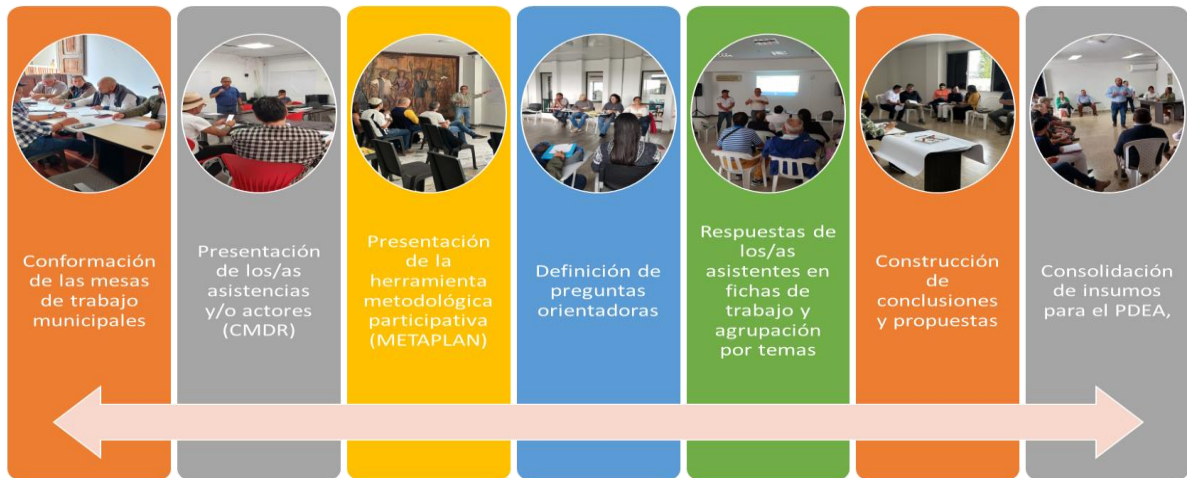 Conformación
de las mesas
de trabajo
municipales
Presentación
de los/as
asistencias
y/o actores
(CMDR)
Presentación
de la
herramienta
metodológica
participativa
(METAPLAN)
Definición de
preguntas
orientadoras
Respuestas de
los/as
asistentes en
fichas de
trabajo y
agrupación
por temas
Construcción
de
conclusiones
y propuestas
Consolidación
de insumos
para el PDEA,